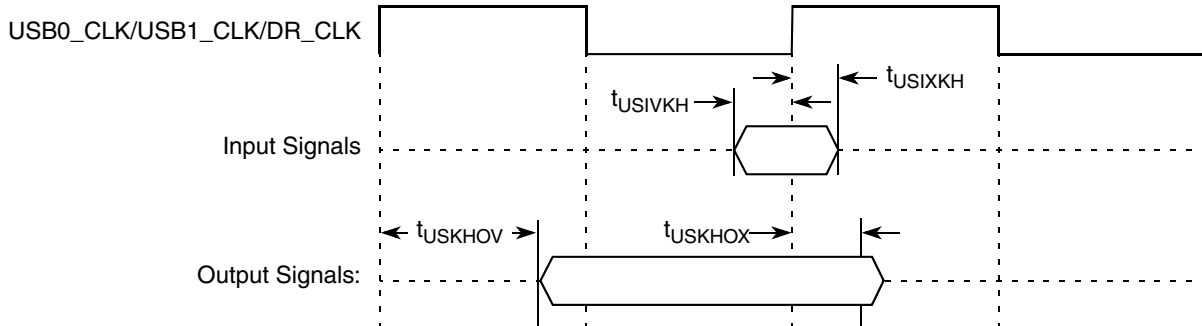 USB0_CLK/USB1_CLK/DR_CLK
tUSIXKH
tUSIVKH
Input Signals
tUSKHOV
tUSKHOX
Output Signals: